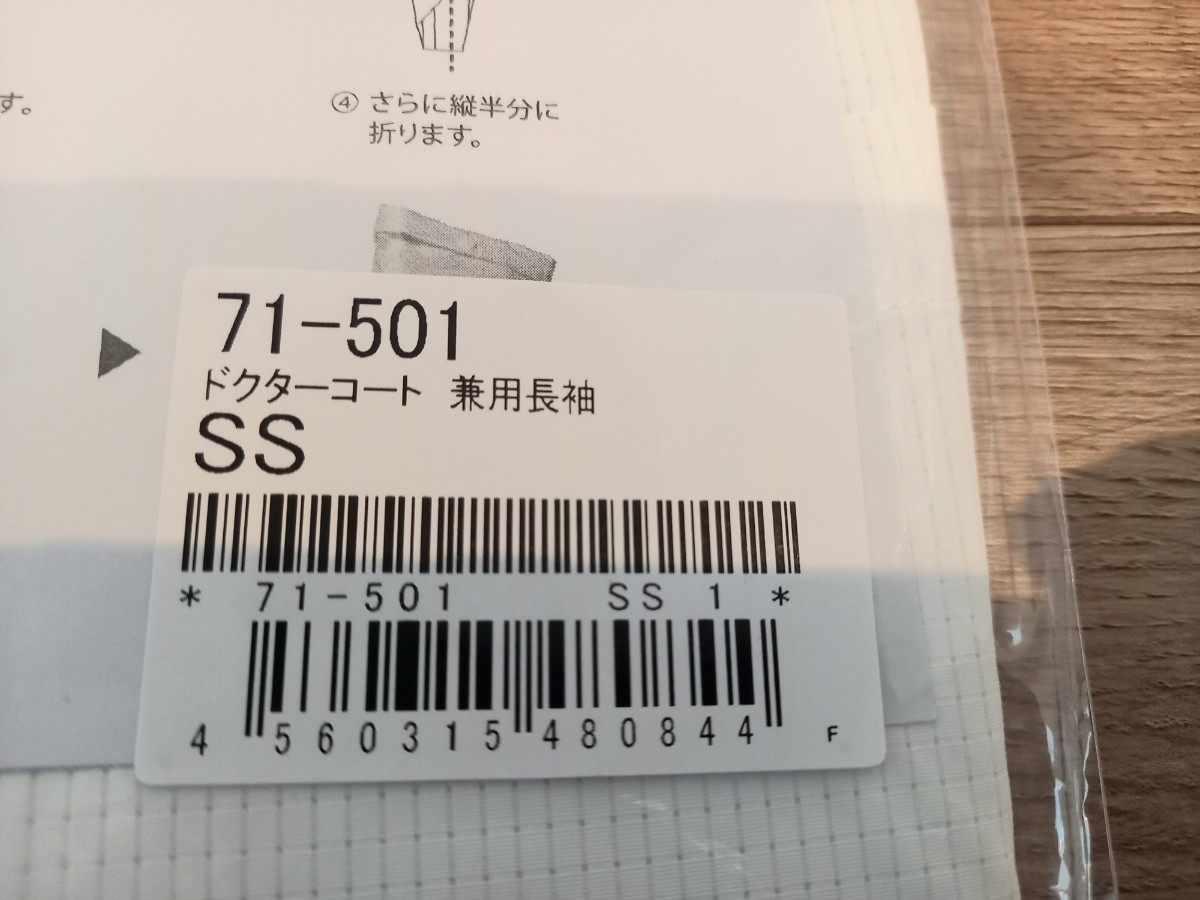 す。
④ さらに縦半分に
折ります。
71-501
ドクターコート 兼用長袖
SS
* 71-501 SS 1 *
4 560315 480844 F